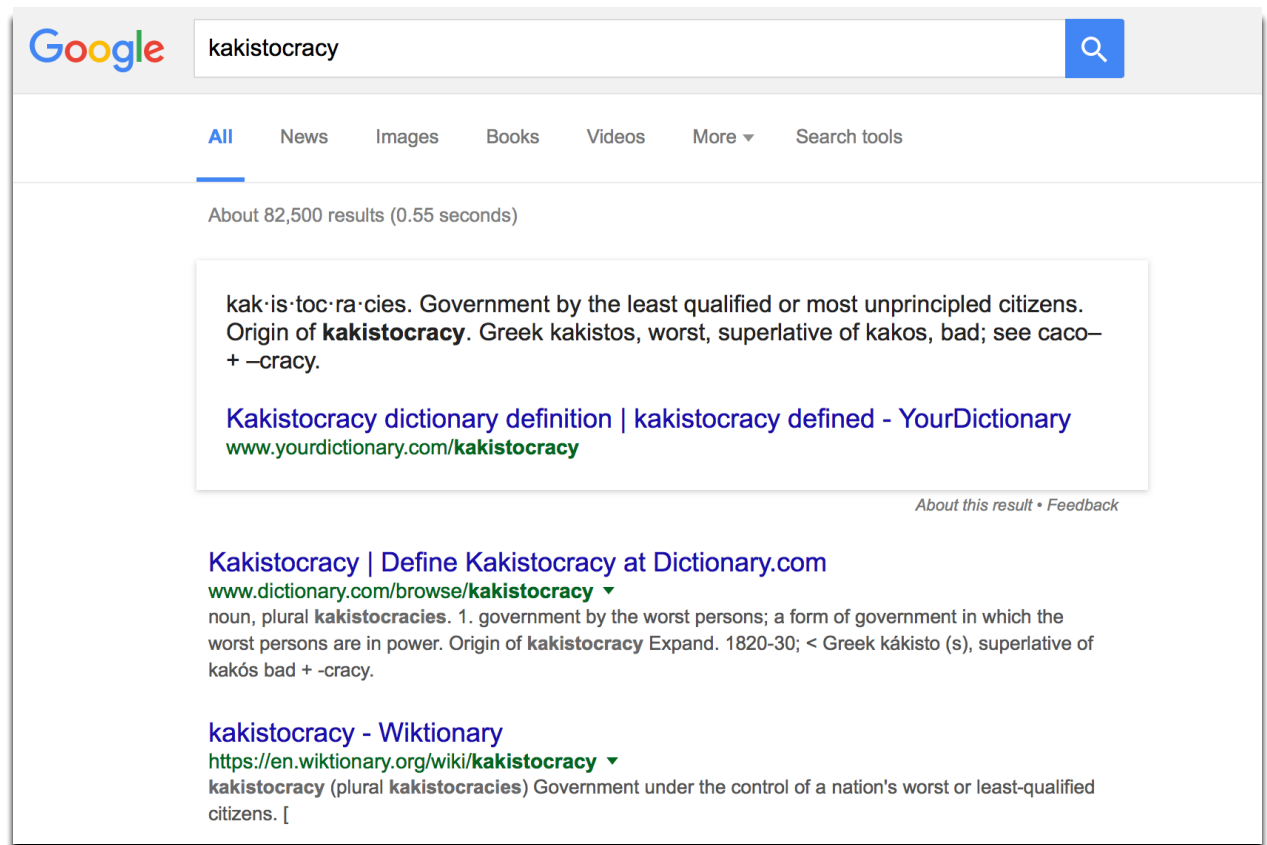 Google kakistocracy
All News Images Books Videos More Search tools
About 82,500 results (0.55 seconds)
kak·is·toc·ra·cies. Government by the least qualified or most unprincipled citizens.
Origin of kakistocracy. Greek kakistos, worst, superlative of kakos, bad; see caco–
+ –cracy.
Kakistocracy dictionary definition | kakistocracy defined - YourDictionary
www.yourdictionary.com/kakistocracy
About this result • Feedback
Kakistocracy | Define Kakistocracy at Dictionary.com
www.dictionary.com/browse/kakistocracy
noun, plural kakistocracies. 1. government by the worst persons; a form of government in which the
worst persons are in power. Origin of kakistocracy Expand. 1820-30; < Greek kákisto (s), superlative of
kakós bad + -cracy.
kakistocracy - Wiktionary
https://en.wiktionary.org/wiki/kakistocracy
kakistocracy (plural kakistocracies) Government under the control of a nation's worst or least-qualified
citizens. [